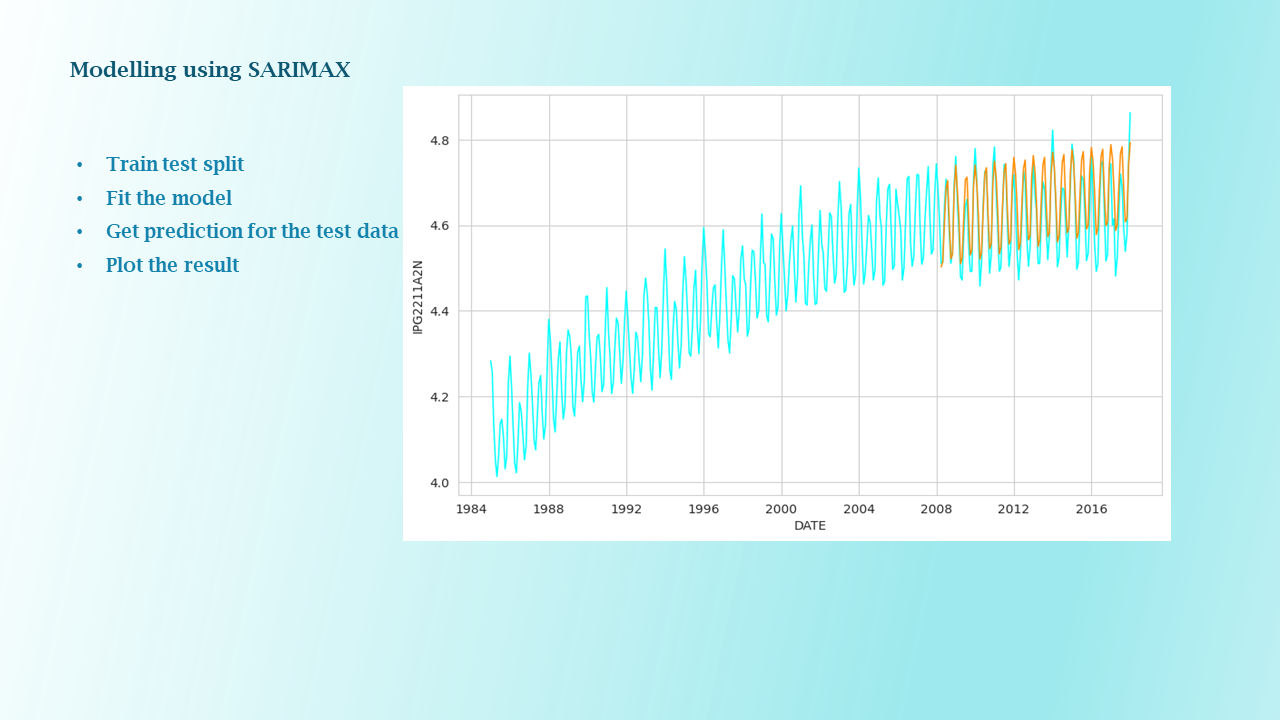 Modelling using SARIMAX
• Train test split
• Fit the model
• Get prediction for the test data
• Plot the result
4.8
4.6
4.4
4.2
4.0
IPG2211A2N
1984 1988 1992 1996 2000 2004 2008 2012 2016
DATE